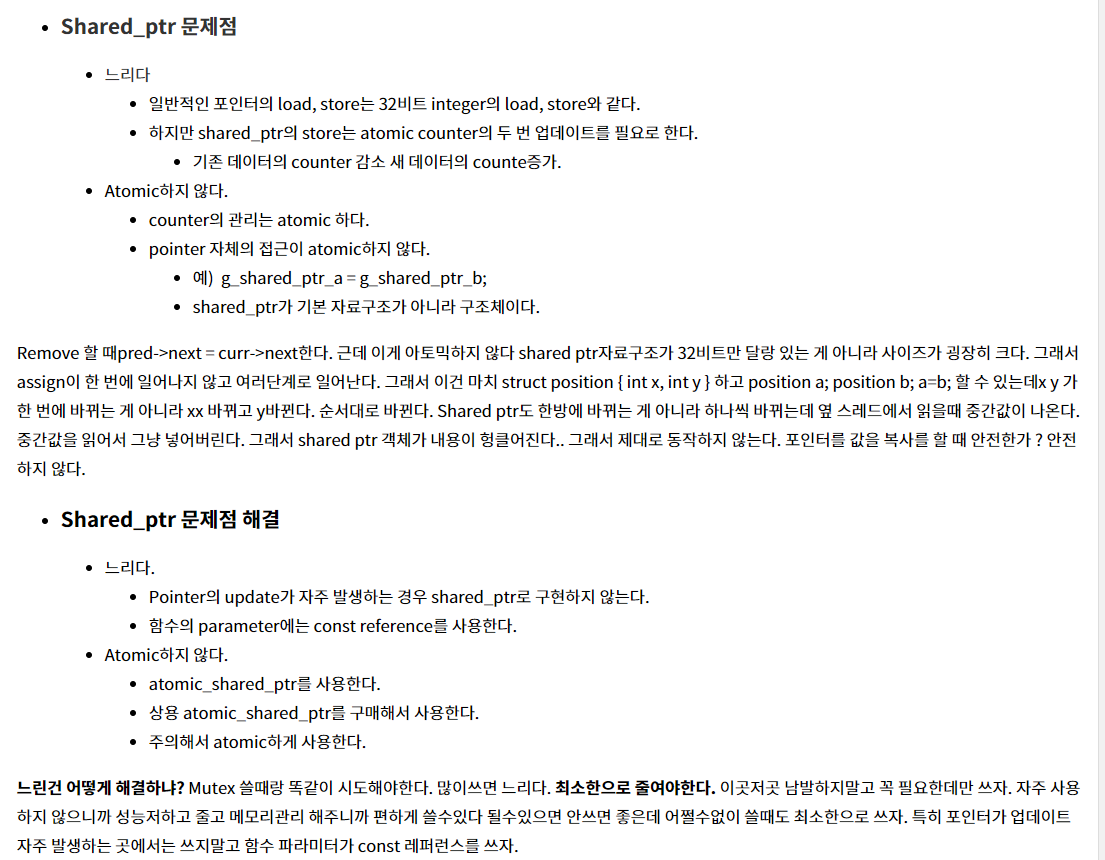 Shared_ptr 문제점
느리다
일반적인 포인터의 load, store는 32비트 integer의 load, store와 같다.
하지만 shared_ptr의 store는 atomic counter의 두 번 업데이트를 필요로 한다.
기존 데이터의 counter 감소 새 데이터의 counte증가.
Atomic하지 않다.
counter의 관리는 atomic 하다.
pointer 자체의 접근이 atomic하지 않다.
예) g_shared_ptr_a = g_shared_ptr_b;
shared_ptr가 기본 자료구조가 아니라 구조체이다.
Remove 할 때pred->next = curr->next한다. 근데 이게 아토믹하지 않다 shared ptr자료구조가 32비트만 달랑 있는 게 아니라 사이즈가 굉장히 크다. 그래서
assign이 한 번에 일어나지 않고 여러단계로 일어난다. 그래서 이건 마치 struct position { int x, int y } 하고 position a; position b; a=b; 할 수 있는데x y 가
한 번에 바뀌는 게 아니라 xx 바뀌고 y바뀐다. 순서대로 바뀐다. Shared ptr도 한방에 바뀌는 게 아니라 하나씩 바뀌는데 옆 스레드에서 읽을때 중간값이 나온다.
중간값을 읽어서 그냥 넣어버린다. 그래서 shared ptr 객체가 내용이 헝클어진다.. 그래서 제대로 동작하지 않는다. 포인터를 값을 복사를 할 때 안전한가 ? 안전
하지 않다.
Shared_ptr 문제점 해결
느리다.
Pointer의 update가 자주 발생하는 경우 shared_ptr로 구현하지 않는다.
함수의 parameter에는 const reference를 사용한다.
Atomic하지 않다.
atomic_shared_ptr를 사용한다.
상용 atomic_shared_ptr를 구매해서 사용한다.
주의해서 atomic하게 사용한다.
느린건 어떻게 해결하냐? Mutex 쓸때랑 똑같이 시도해야한다. 많이쓰면 느리다. 최소한으로 줄여야한다. 이곳저곳 남발하지말고 꼭 필요한데만 쓰자. 자주 사용
하지 않으니까 성능저하고 줄고 메모리관리 해주니까 편하게 쓸수있다 될수있으면 안쓰면 좋은데 어쩔수없이 쓸때도 최소한으로 쓰자. 특히 포인터가 업데이트
자주 발생하는 곳에서는 쓰지말고 함수 파라미터가 const 레퍼런스를 쓰자.